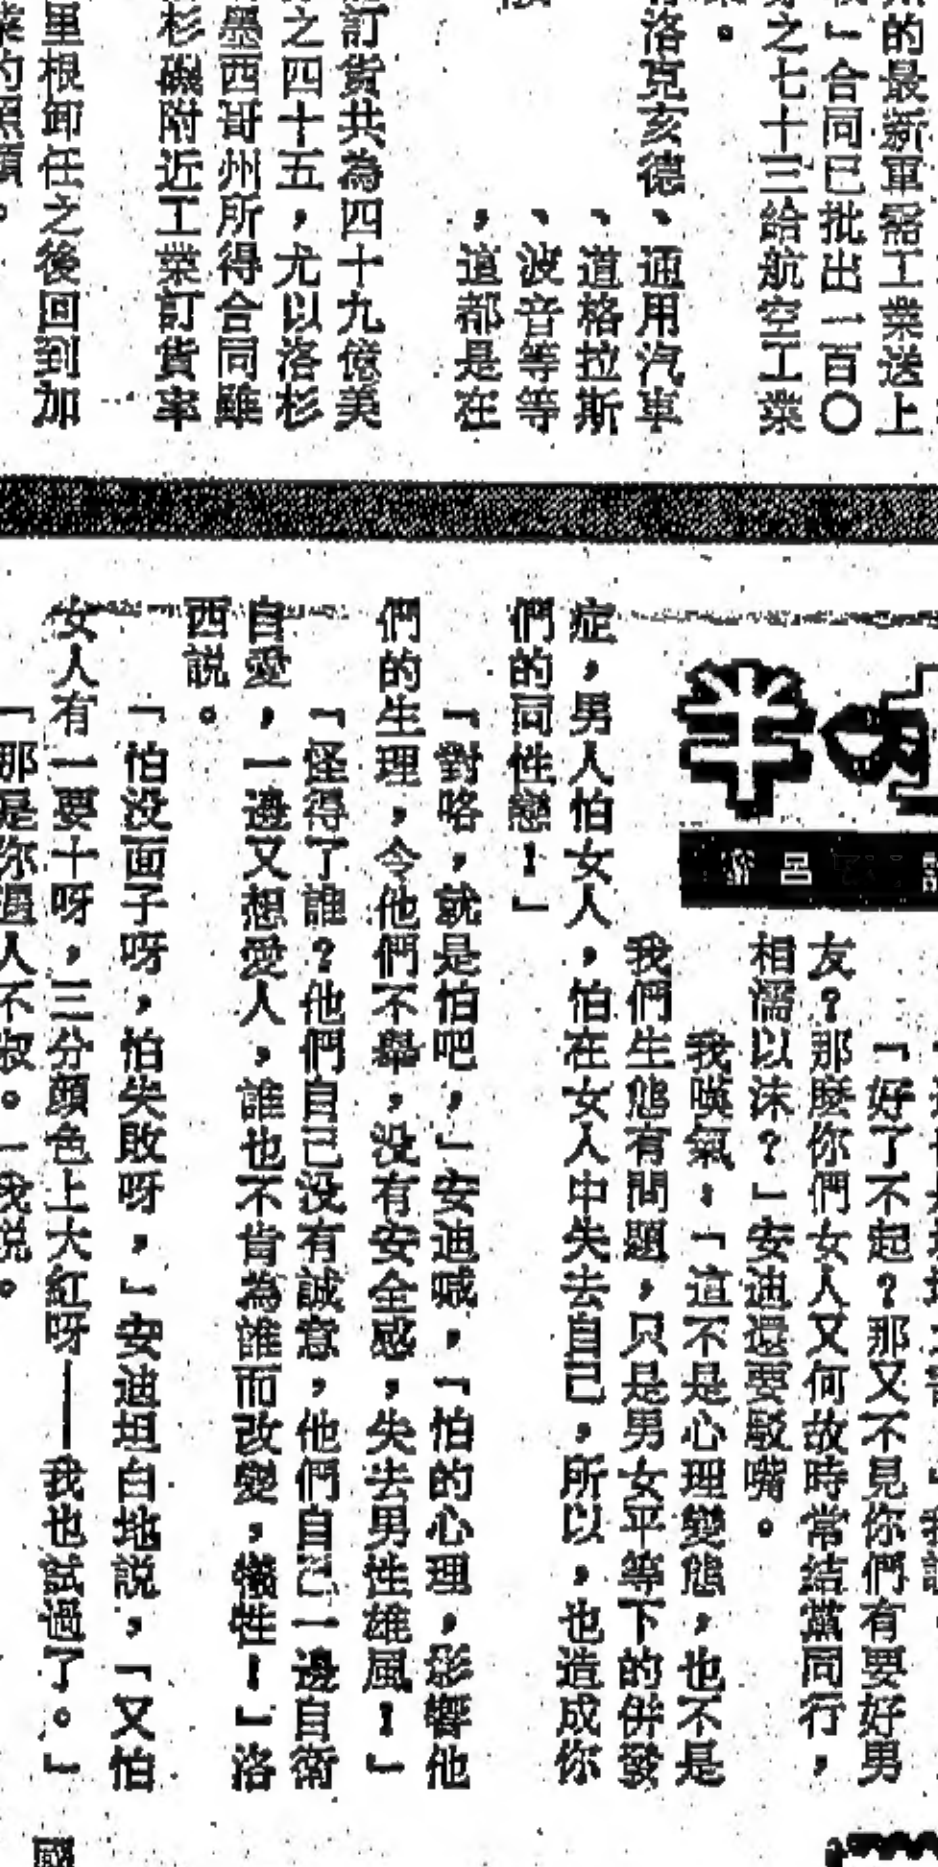 的最新軍需工業送上
」合同已批出一百〇
之七十三給航空工業
。
洛克亥德、通用汽車
、道格拉斯
、波音等等
，這都是在
訂貨共為四十九億美
之四十五，尤以洛杉
墨西哥州所得合同雖
杉磯附近工業訂貨率
里根卸任之後回到加
的照顧。
半
呂
「好了不起？那又不見你們有要好男
友？那麼你們女人又何故時常結黨同行，
相濡以沫？」安迪還要駁嘴。
我嘆氣，「這不是心理變態，也不是
我們生態有問題，只是男女平等下的併發
症，男人怕女人，怕在女人中失去自己，所以，也造成你
們的同性戀！」
「對咯，就是怕吧，」安迪喊，「怕的心理，影響他
們的生理，令他們不舉，没有安全感，失去男性雄風！」
「怪得了誰？他們自己没有誠意，他們自己一邊自衛
自愛，一邊又想愛人，誰也不肯為誰而改變，犧牲！」洛
西説。
「怕没面子呀，怕失敗呀，」安迪坦白地説，「又怕
女人有一要十呀，三分顔色上大紅呀——我也試過了。」
「那是你遇人不淑。」我説。
國